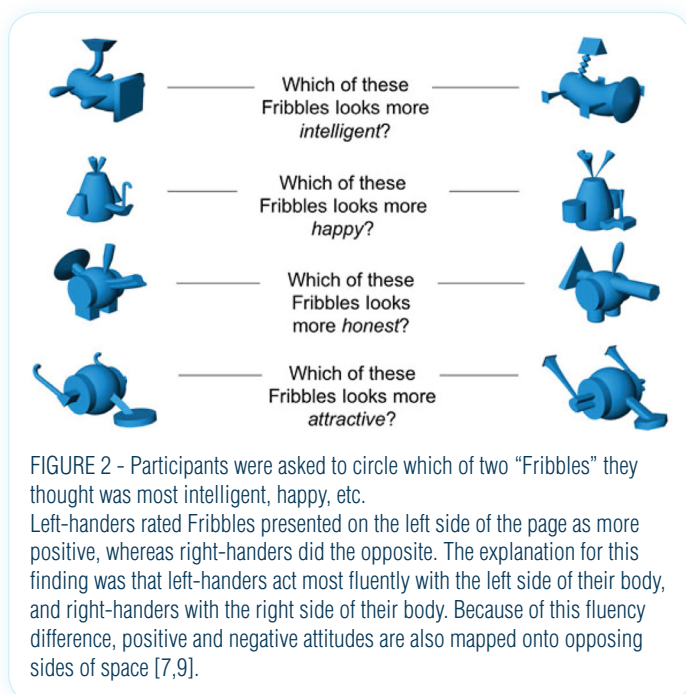 Which of these
Fribbles looks more
intelligent?
Which of these
Fribbles looks more
happy?
Which of these
Fribbles looks
more honest?
Which of these
Fribbles looks more
attractive?
FIGURE 2 - Participants were asked to circle which of two “Fribbles” they
thought was most intelligent, happy, etc.
Left-handers rated Fribbles presented on the left side of the page as more
positive, whereas right-handers did the opposite. The explanation for this
finding was that left-handers act most fluently with the left side of their body,
and right-handers with the right side of their body. Because of this fluency
difference, positive and negative attitudes are also mapped onto opposing
sides of space [7,9].